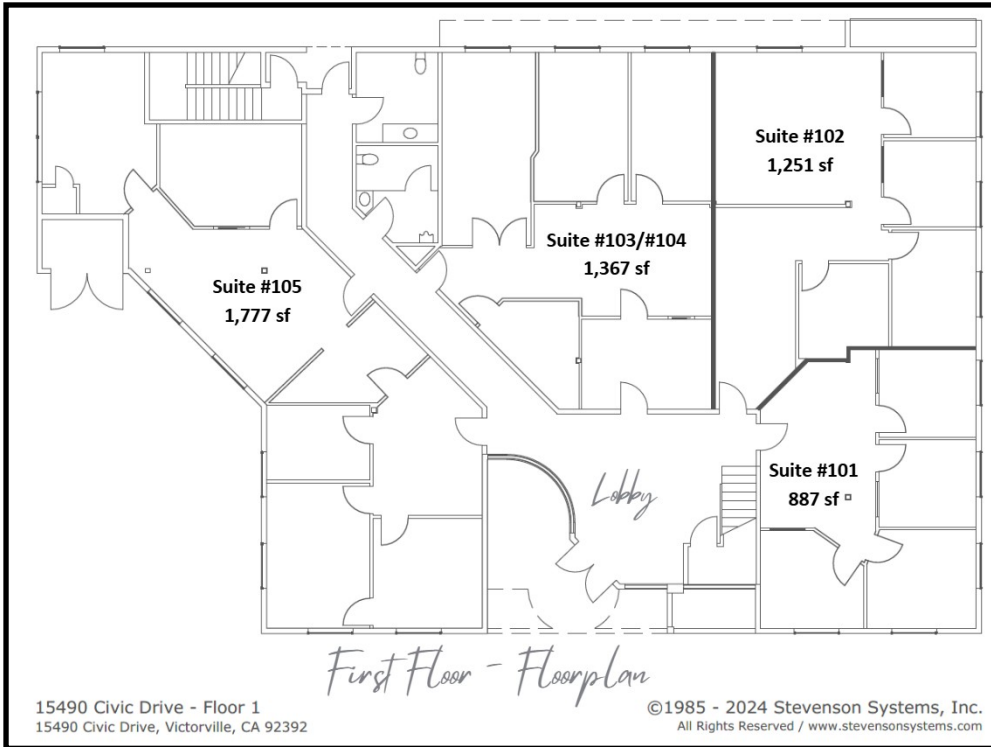 Suite #102
1,251 sf
Suite #103/#104
1,367 sf
Suite #105
1,777 sf
Suite #101
887 sf
Lobby
First Floor - Floorplan
15490 Civic Drive - Floor 1
15490 Civic Drive, Victorville, CA 92392
©1985 - 2024 Stevenson Systems, Inc.
All Rights Reserved / www.stevensonsystems.com